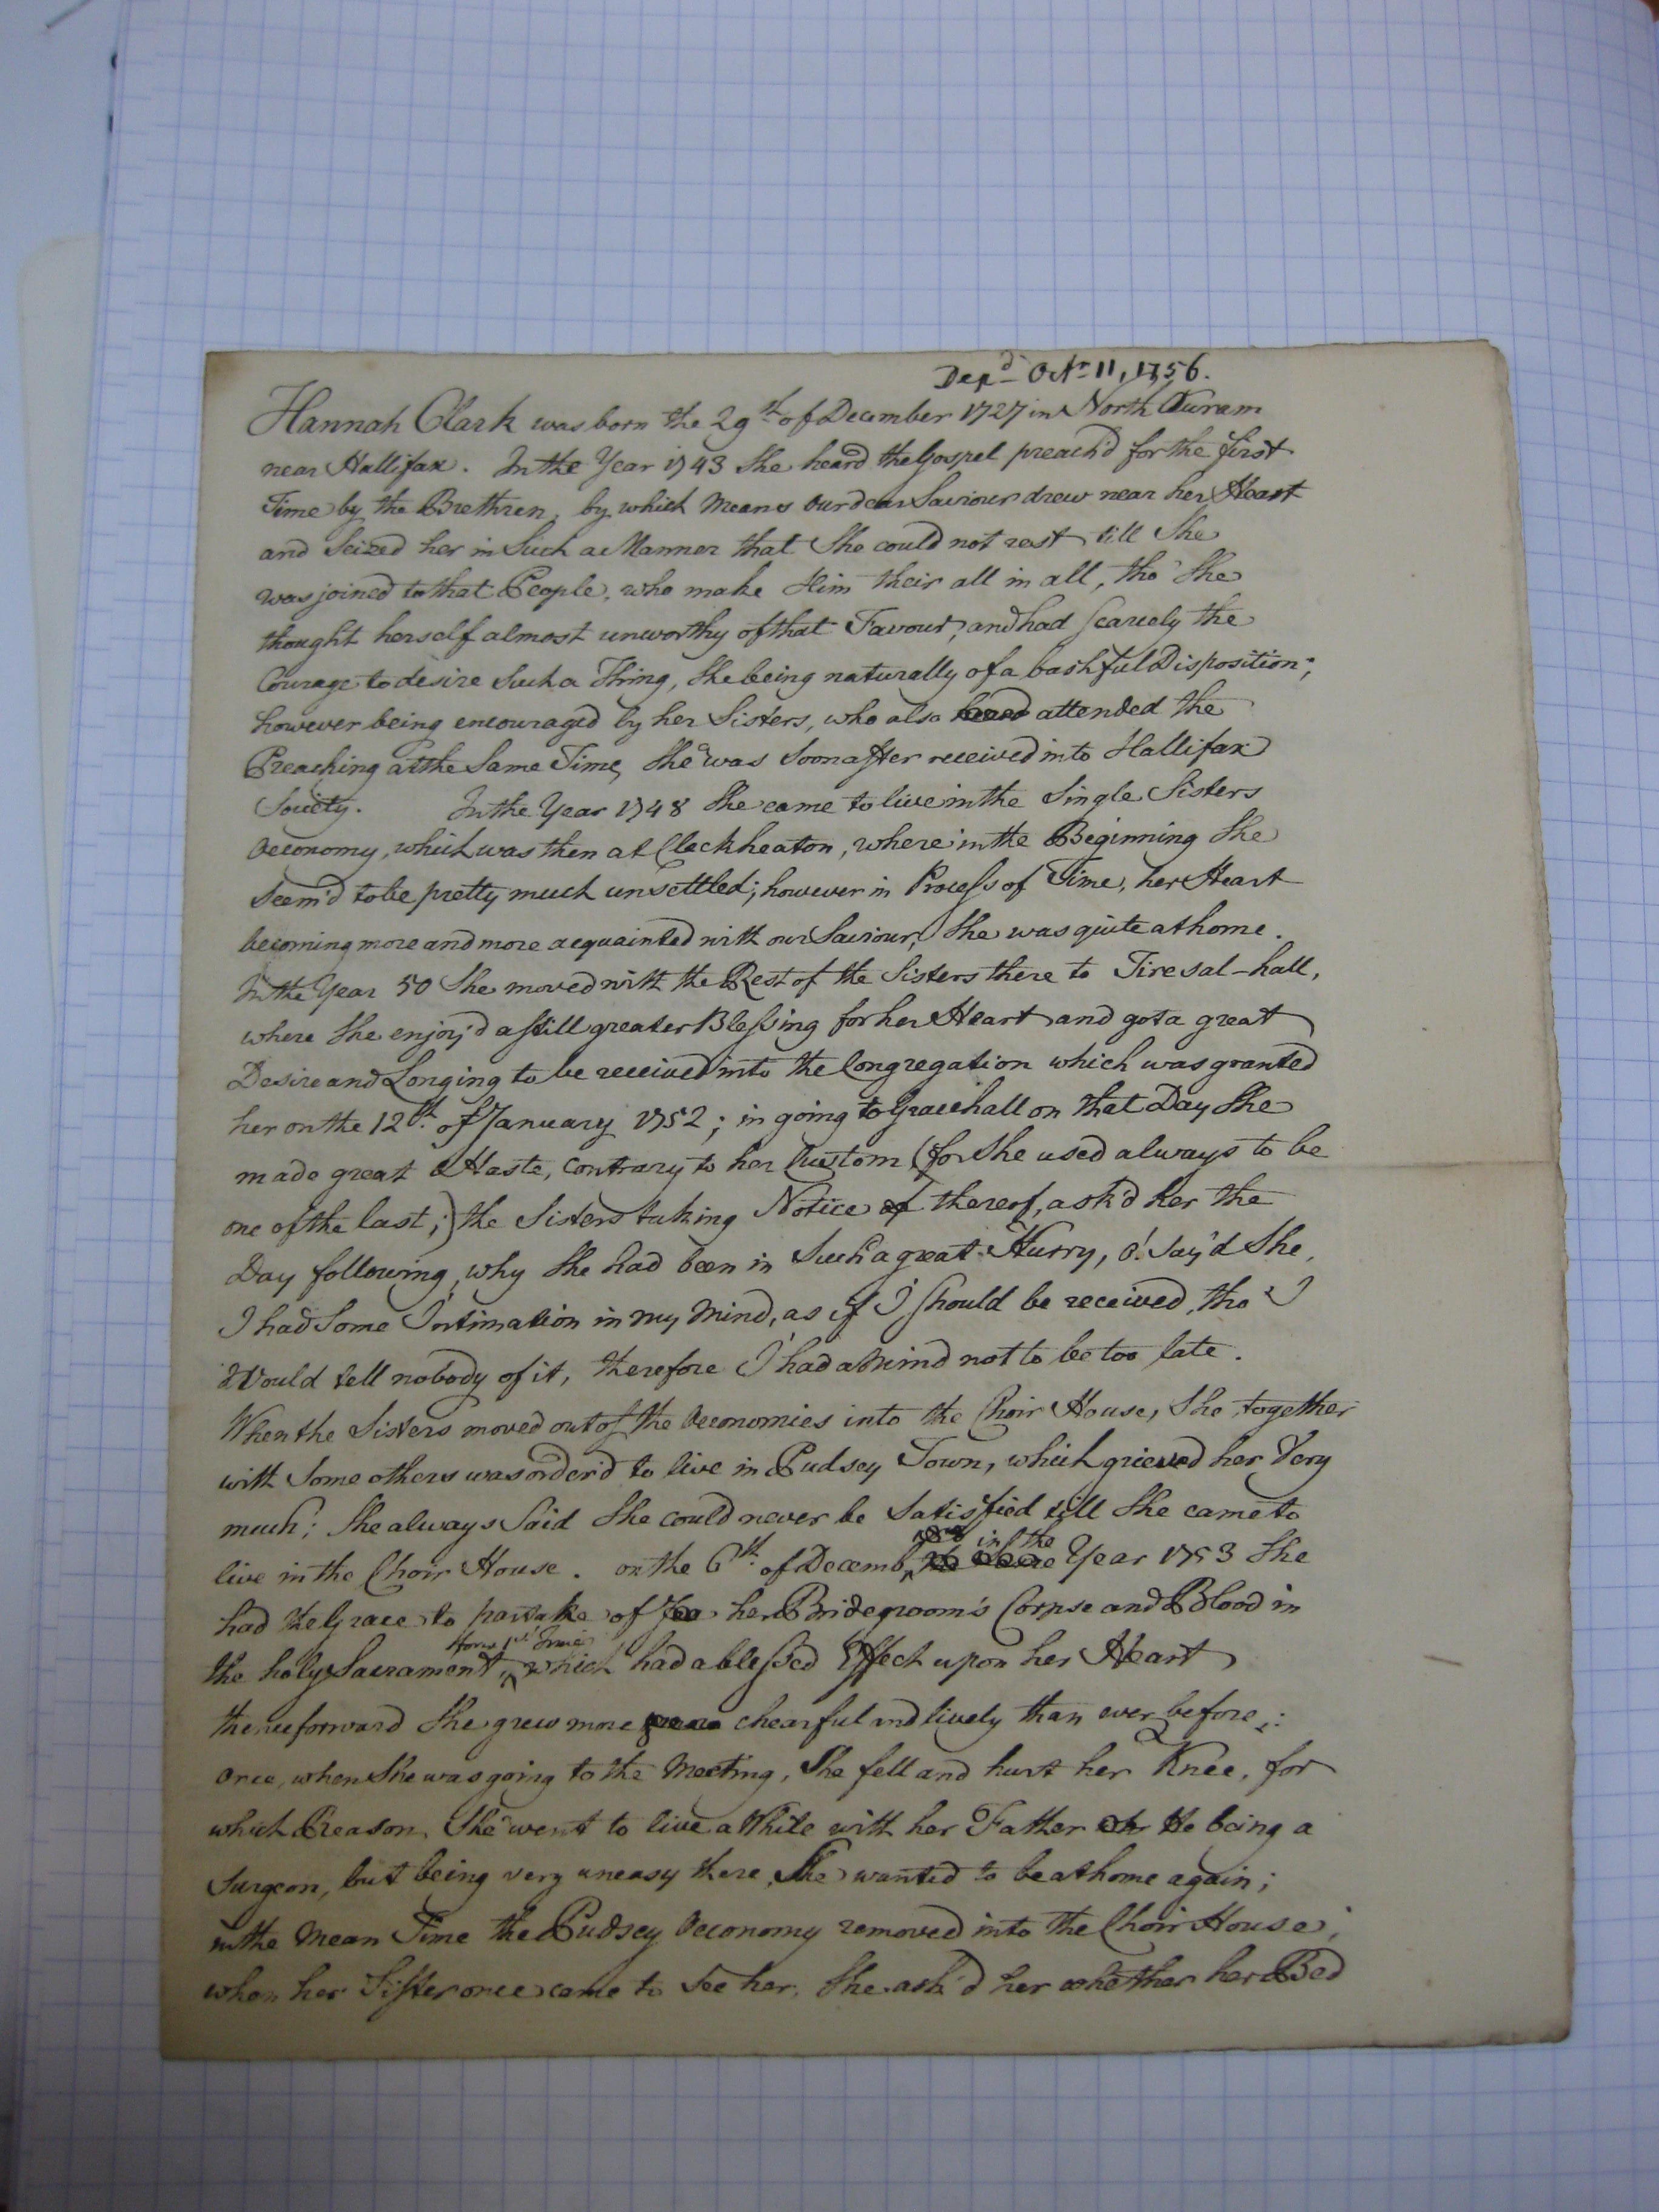 Depd Octr 11, 1756.
Hannah Clark was born the 29th of December 1727 in North Ouram
near Hallifax. In the Year 1743 She heard the Gospel preach'd for the first
Time by the Brethren, by which Means our dear Saviour drew near her Heart
and Seized her in Such a Manner that She could not rest till She
was joined to that People, who make Him their all in all, tho' She
thought herself almost unworthy of that Favour, and had scarcely the
Courage to desire Such a Thing, She being naturally of a bashful Disposition;
however being encouraged by her Sisters, who also attended the
Preaching at the Same Time, She was Soon after received into Hallifax
Society. In the Year 1748 She came to live in the Single Sisters
Oeconomy, which was then at Cleckheaton, where in the Beginning She
Seem'd to be pretty much unsettled; however in Process of Time, her Heart
becoming more and more acquainted with our Saviour, She was quite at home.
In the Year 50 She moved with the Rest of the Sisters there to Tiresal-hall,
where She enjoy'd a still greater Blessing for her Heart and got a great
Desire and Longing to be received into the Congregation which was granted
her on the 12th of January 1752; in going to Gracehall on that Day She
made great Haste, contrary to her Custom (for She used always to be
one of the last;) the Sisters taking Notice thereof, ask'd her the
Day following, why She had been in Such a great Hurry, o! Say'd She,
I had Some Intimation in my Mind, as if I should be received, tho' I
Would tell nobody of it, therefore I had a Mind not to be too late.
When the Sisters moved out of the Oeconomies into the Choir House, She together
with Some others was order'd to live in Pudsey Town, which grieved her Very
much; She always Said She could never be Satisfied till She came to
live in the Choir House. on the 6th of Decemb, in the Year 1753 She
had the Grace to partake of her Bridegroom's Corpse and Blood in
the holy Sacrament, 1st Time which had a blessed Effect upon her Heart
thenceforward She grew more chearful and lively than ever before;:
once, when She was going to the Meeting, She fell and hurt her Knee, for
which Reason, She went to live a While with her Father He being a
Surgeon, but being very uneasy there, She wanted to be at home again;
in the Mean Time the Pudsey Oeconomy removed into the Choir House;
when her Sister once came to See her, She ask'd her whether her Bed